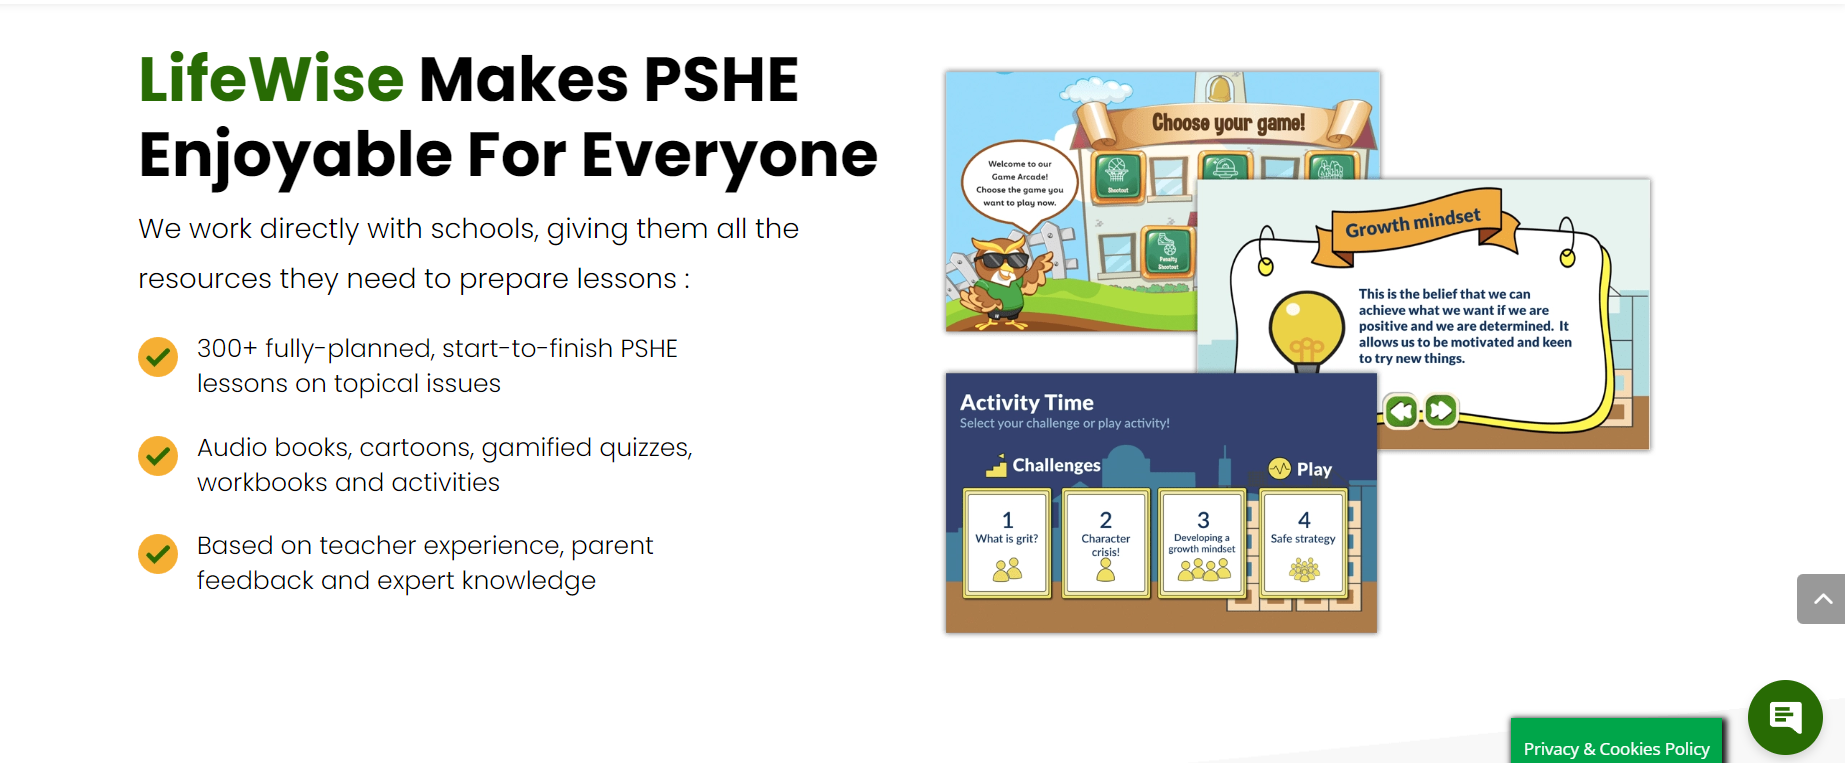 LifeWise Makes PSHE
Enjoyable For Everyone
We work directly with schools, giving them all the
resources they need to prepare lessons :
300+ fully-planned, start-to-finish PSHE
lessons on topical issues
Audio books, cartoons, gamified quizzes,
workbooks and activities
Based on teacher experience, parent
feedback and expert knowledge
Choose your game!
Welcome to our
Game Arcade!
Choose the game you
want to play now.
Shootout
Penalty
Shootout
Growth mindset
This is the belief that we can
achieve what we want if we are
positive and we are determined. It
allows us to be motivated and keen
to try new things.
Activity Time
Select your challenge or play activity!
Challenges
Play
1
What is grit?
2
Character
crisis!
3
Developing a
growth mindset
4
Safe strategy
Privacy & Cookies Policy